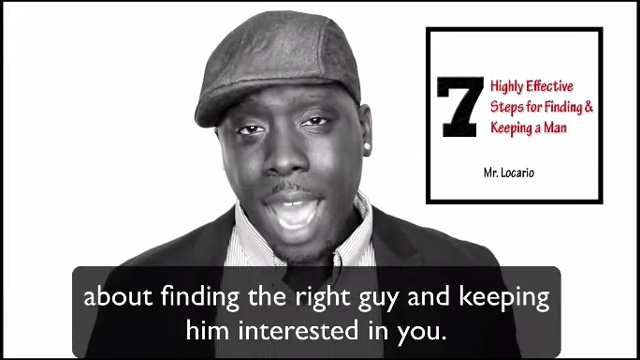 7
Highly Effective
Steps for Finding &
Keeping a Man
Mr. Locario
about finding the right guy and keeping
him interested in you.